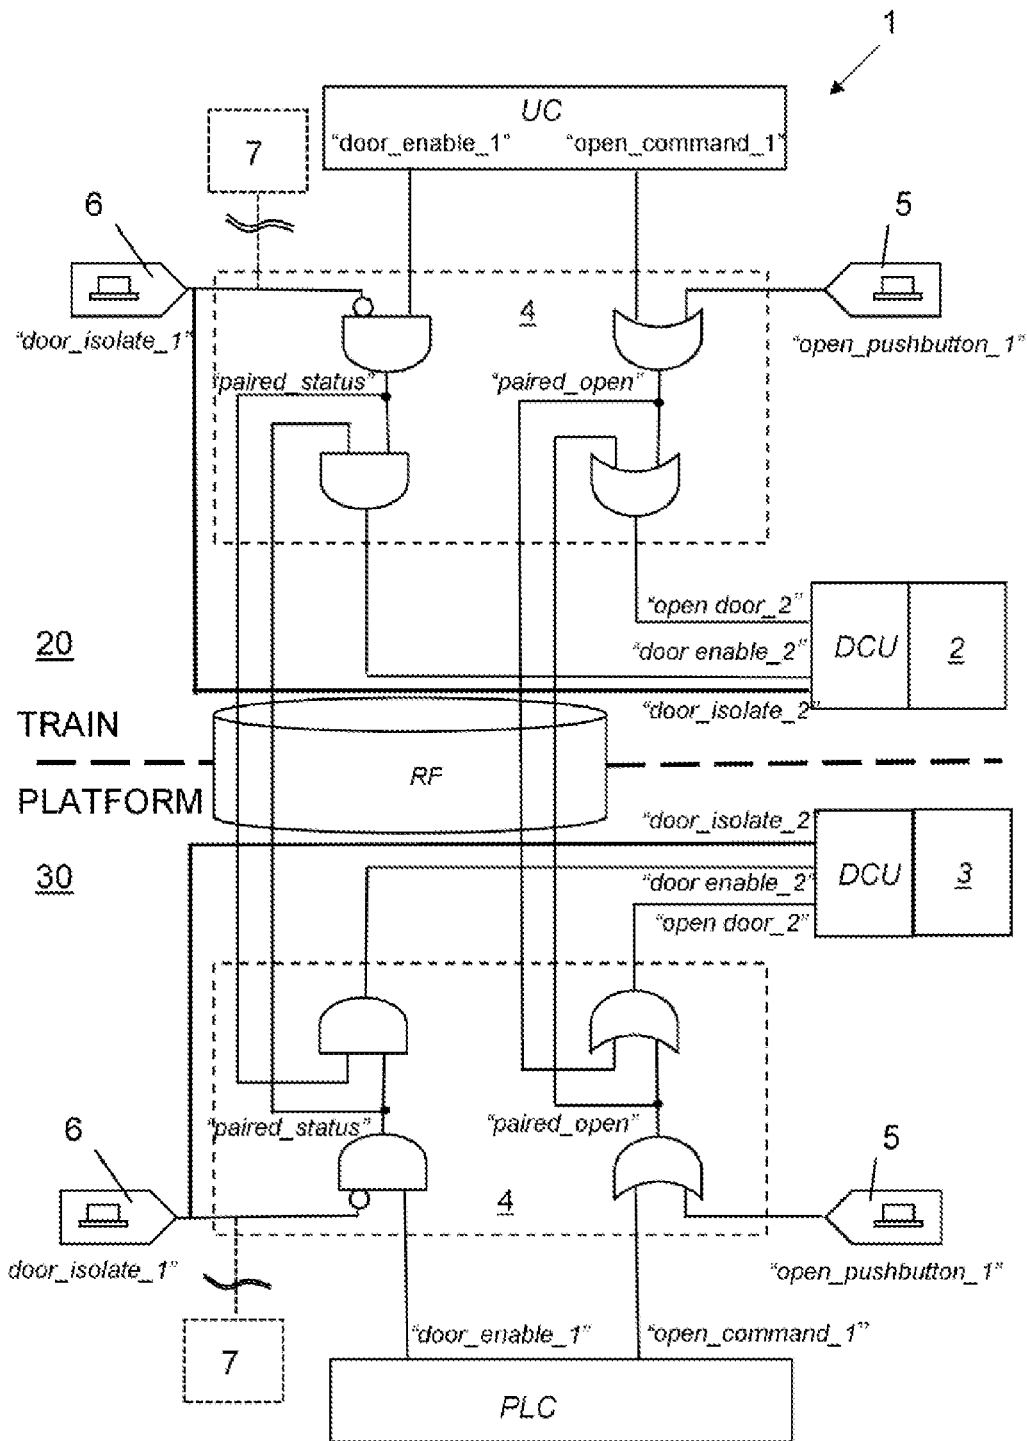 1
UC
"door_enable_1" "open_command_1"
7
6
5
4
"door_isolate_1"
"open_pushbutton_1"
"paired_status"
"paired_open"
"open door_2"
"door enable_2"
DCU 2
"door_isolate_2"
20
TRAIN
RF
PLATFORM
30
"door_isolate_2"
DCU 3
"door enable_2"
"open door_2"
"paired_status"
"paired_open"
6
5
4
door_isolate_1"
"open_pushbutton_1"
7
"door_enable_1" "open_command_1"
PLC